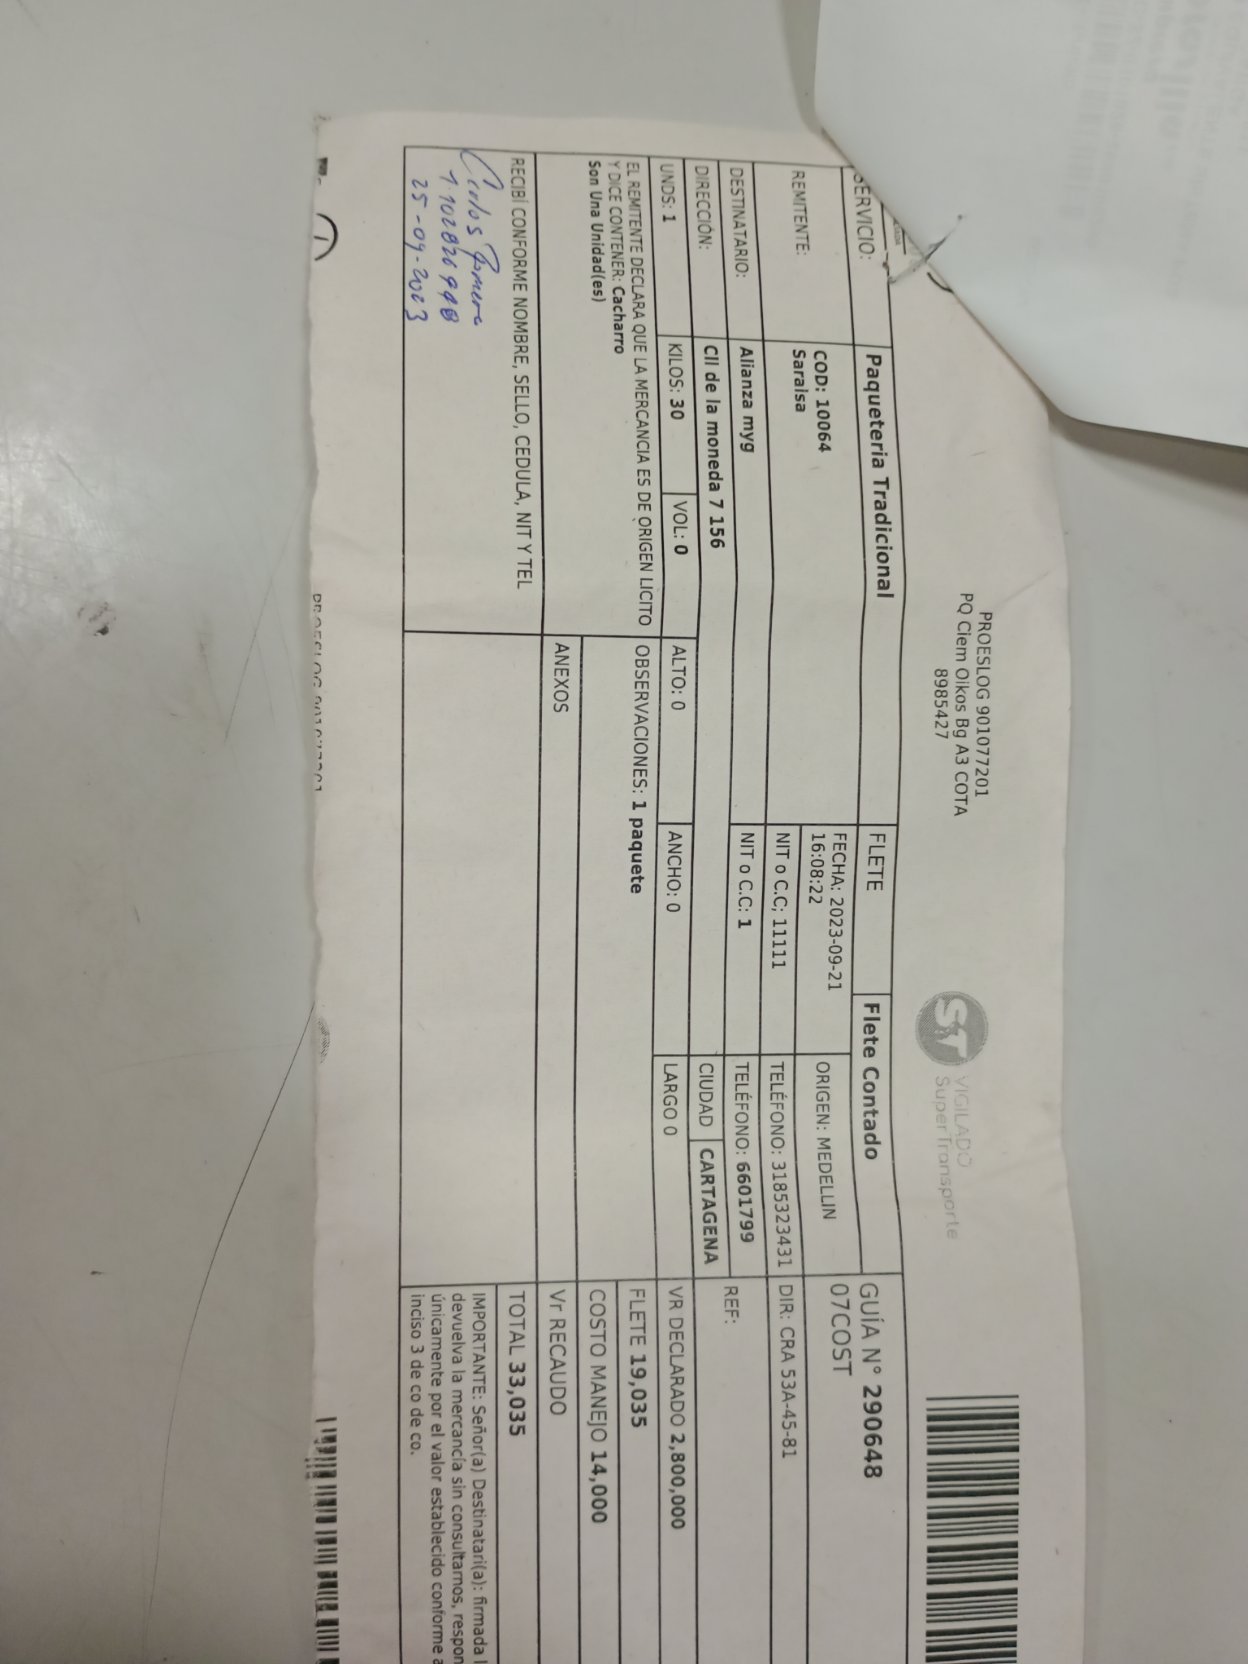 PROESLOG 901077201
PQ Ciem Oikos Bg A3 COTA
8985427
VIGILADO
SuperTransporte
SERVICIO:
Paqueteria Tradicional
FLETE
Flete Contado
GUÍA N° 290648
07COST
REMITENTE:
COD: 10064
Saraisa
FECHA: 2023-09-21
16:08:22
ORIGEN: MEDELLIN
NIT o C.C: 11111
TELÉFONO: 3185323431
DIR: CRA 53A-45-81
DESTINATARIO:
Alianza myg
NIT o C.C: 1
TELÉFONO: 6601799
REF:
DIRECCIÓN:
Cll de la moneda 7 156
CIUDAD
CARTAGENA
UNDS: 1
KILOS: 30
VOL: 0
ALTO: 0
ANCHO: 0
LARGO 0
VR DECLARADO 2,800,000
EL REMITENTE DECLARA QUE LA MERCANCIA ES DE ORIGEN LICITO
Y DICE CONTENER: Cacharro
Son Una Unidad(es)
OBSERVACIONES: 1 paquete
FLETE 19,035
COSTO MANEJO 14,000
ANEXOS
Vr RECAUDO
RECIBÍ CONFORME NOMBRE, SELLO, CEDULA, NIT Y TEL
25-09-2023
TOTAL 33,035
IMPORTANTE: Señor(a) Destinatari(a): firmada l
devuelva la mercancía sin consultarnos, respon
únicamente por el valor establecido conforme a
inciso 3 de co de co.
PROESLOG 901077201